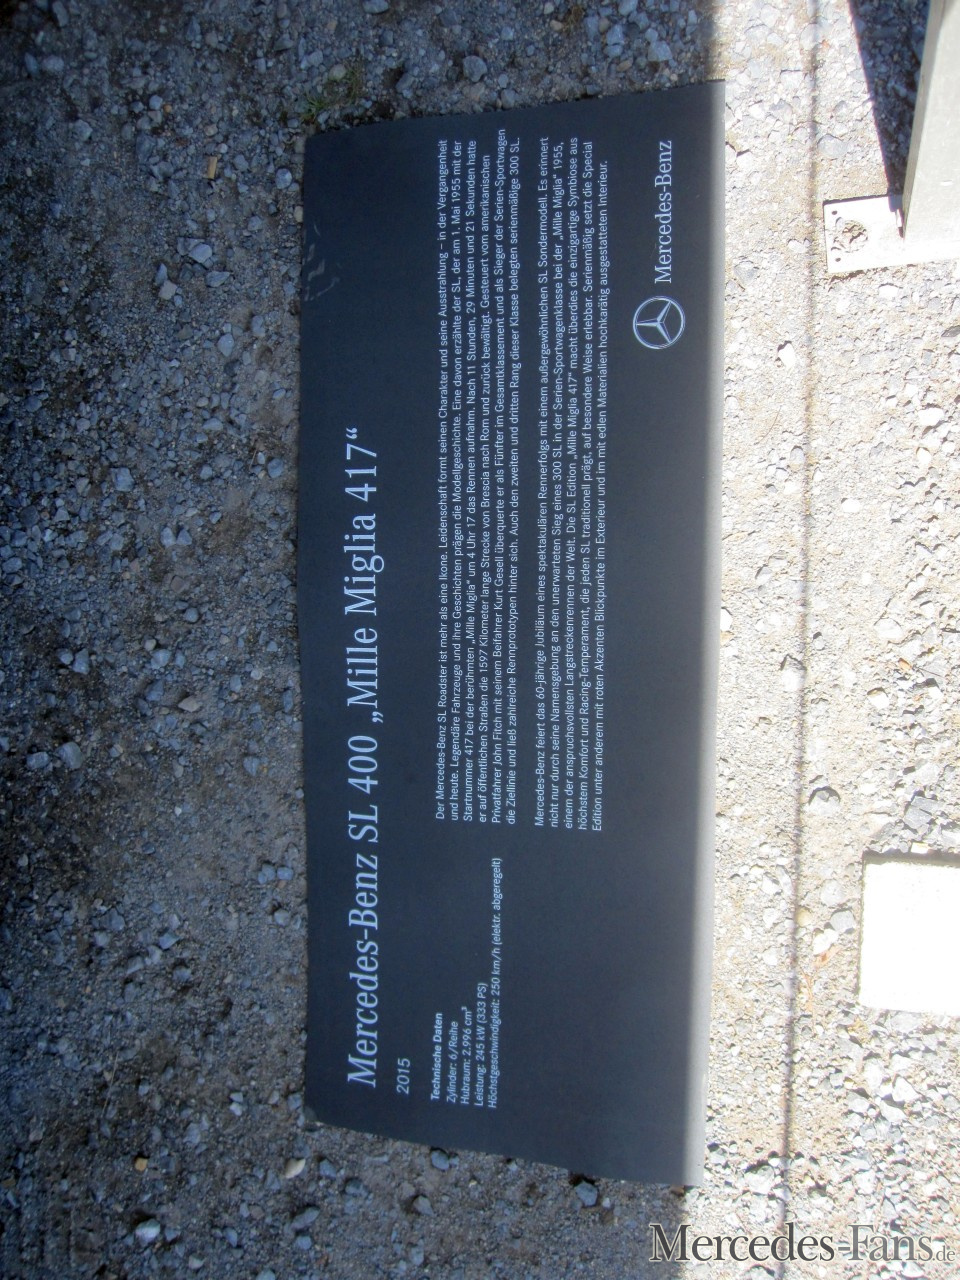 Mercedes-Benz SL 400 „Mille Miglia 417“
2015
Technische Daten
Zylinder: 6/Reihe
Hubraum: 2.996 cm³
Leistung: 245 kW (333 PS)
Höchstgeschwindigkeit: 250 km/h (elektr. abgeregelt)
Der Mercedes-Benz SL Roadster ist mehr als eine Ikone. Leidenschaft formt seinen Charakter und seine Ausstrahlung – in der Vergangenheit
und heute. Legendäre Fahrzeuge und ihre Geschichten prägen die Modellgeschichte. Eine davon erzählte der SL, der am 1. Mai 1955 mit der
Startnummer 417 bei der berühmten „Mille Miglia“ um 4 Uhr 17 das Rennen aufnahm. Nach 11 Stunden, 29 Minuten und 21 Sekunden hatte
er auf öffentlichen Straßen die 1597 Kilometer lange Strecke von Brescia nach Rom und zurück bewältigt. Gesteuert vom amerikanischen
Privatfahrer John Fitch mit seinem Beifahrer Kurt Gesell überquerte er als Fünfter im Gesamtklassement und als Sieger der Serien-Sportwagen
die Ziellinie und ließ zahlreiche Rennprototypen hinter sich. Auch den zweiten und dritten Rang dieser Klasse belegten serienmäßige 300 SL.
Mercedes-Benz feiert das 60-jährige Jubiläum eines spektakulären Rennerfolgs mit einem außergewöhnlichen SL Sondermodell. Es erinnert
nicht nur durch seine Namensgebung an den unerwarteten Sieg eines 300 SL in der Serien-Sportwagenklasse bei der „Mille Miglia“ 1955,
einem der anspruchsvollsten Langstreckenrennen der Welt. Die SL Edition „Mille Miglia 417“ macht überdies die einzigartige Symbiose aus
höchstem Komfort und Racing-Temperament, die jeden SL traditionell prägt, auf besondere Weise erlebbar. Serienmäßig setzt die Special
Edition unter anderem mit roten Akzenten Blickpunkte im Exterieur und im mit edlen Materialien hochkarätig ausgestatteten Interieur.
Mercedes-Benz
Mercedes-Fans.de